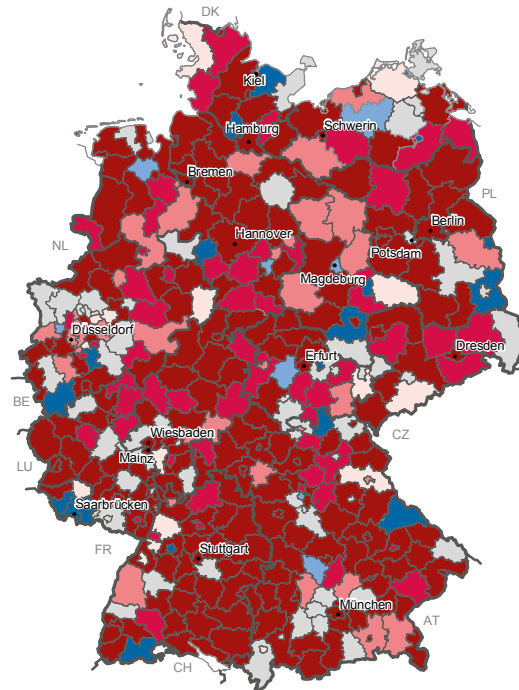 DK
Kiel
Hamburg
Schwerin
Bremen
PL
Berlin
NL
Hannover
Potsdam
Magdeburg
Düsseldorf
Erfurt
Dresden
BE
Wiesbaden
CZ
Mainz
LU
Saarbrücken
FR
Stuttgart
München
AT
CH